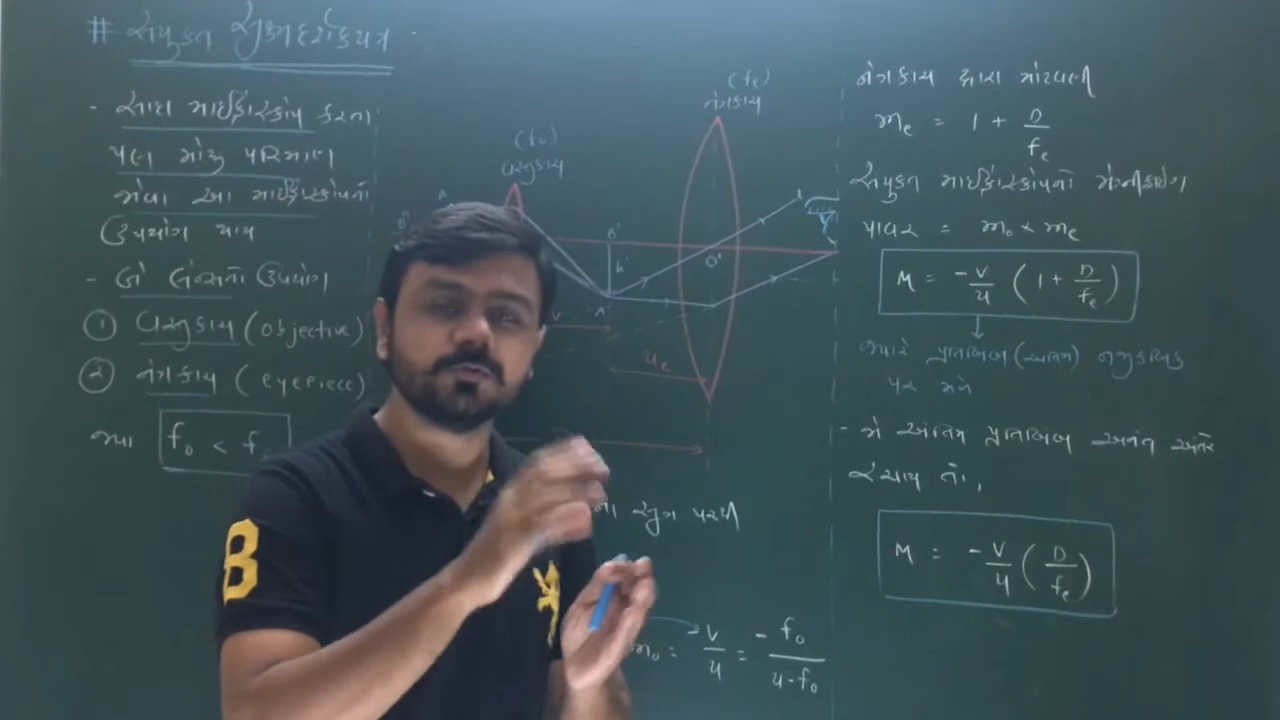 # સંયુક્ત સુક્ષ્મદર્શકયંત્ર
- સાદા માઈક્રોસ્કોપ કરતા
પણ મોટુ પરિમાણ
મેવા આ માઈક્રોસ્કોપનો
ઉપયોગ થાય
- બે લેન્સનો ઉપયોગ
① વસ્તુકાચ (objective)
② નેત્રકાચ (eyepiece)
જ્યાં f₀ < f
(f₀)
વસ્તુકાચ
(fₑ)
નેત્રકાચ
A
B"
B'
h'
A'
O'
v
uₑ
ના સુત્ર પરથી
m₀ = v/u = - f₀/u-f₀
નેત્રકાચ દ્વારા મોટવણી
mₑ = 1 + D/fₑ
સંયુક્ત માઈક્રોસ્કોપનો મેગ્નીફાઈંગ
પાવર = m₀ × mₑ
M = -v/u (1 + D/fₑ)
જ્યારે પ્રતિબિંબ (અંતિમ) નજીકબિંદુ
પર મળે
- જો અંતિમ પ્રતિબિંબ અનંત અંતરે
રચાય તો,
M = -v/u (D/fₑ)
B